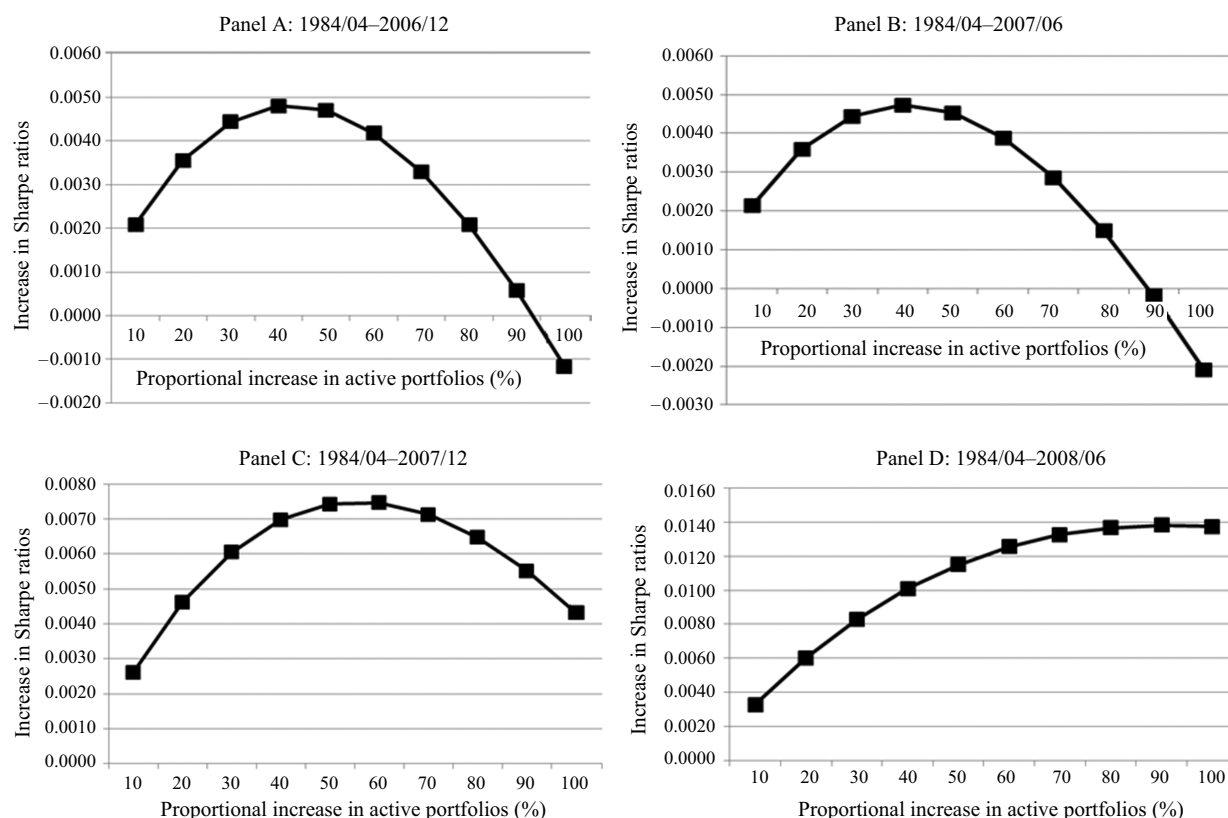 Panel A: 1984/04–2006/12
0.0060
0.0050
0.0040
0.0030
0.0020
0.0010
0.0000
–0.0010
–0.0020
Increase in Sharpe ratios
10 20 30 40 50 60 70 80 90 100
Proportional increase in active portfolios (%)
Panel B: 1984/04–2007/06
0.0060
0.0050
0.0040
0.0030
0.0020
0.0010
0.0000
–0.0010
–0.0020
–0.0030
Increase in Sharpe ratios
10 20 30 40 50 60 70 80 90 100
Proportional increase in active portfolios (%)
Panel C: 1984/04–2007/12
0.0080
0.0070
0.0060
0.0050
0.0040
0.0030
0.0020
0.0010
0.0000
Increase in Sharpe ratios
10 20 30 40 50 60 70 80 90 100
Proportional increase in active portfolios (%)
Panel D: 1984/04–2008/06
0.0160
0.0140
0.0120
0.0100
0.0080
0.0060
0.0040
0.0020
0.0000
Increase in Sharpe ratios
10 20 30 40 50 60 70 80 90 100
Proportional increase in active portfolios (%)